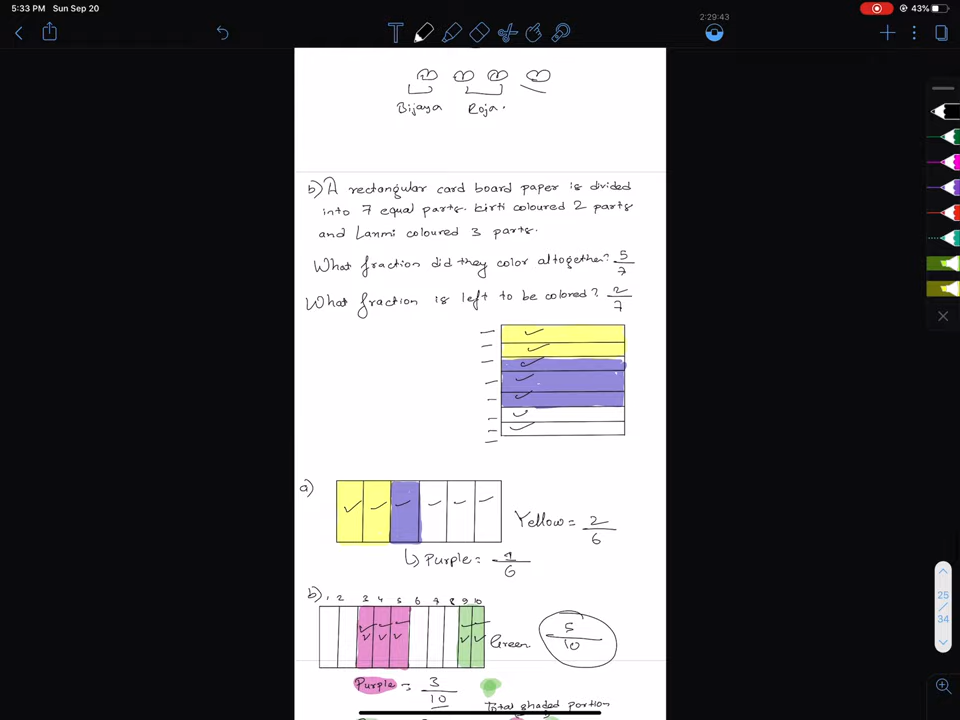 5:33 PM Sun Sep 20
43%
2:29:43
T
Bijaya Roja.
b) A rectangular card board paper is divided
into 7 equal parts. Kirti coloured 2 parts
and Laxmi coloured 3 parts.
What fraction did they color altogether? 5/7
What fraction is left to be colored? 2/7
a)
Yellow = 2/6
Purple = 1/6
b) 1 2 3 4 5 6 7 8 9 10
Green
5/10
Purple = 3/10
Total shaded portion
25
/
34